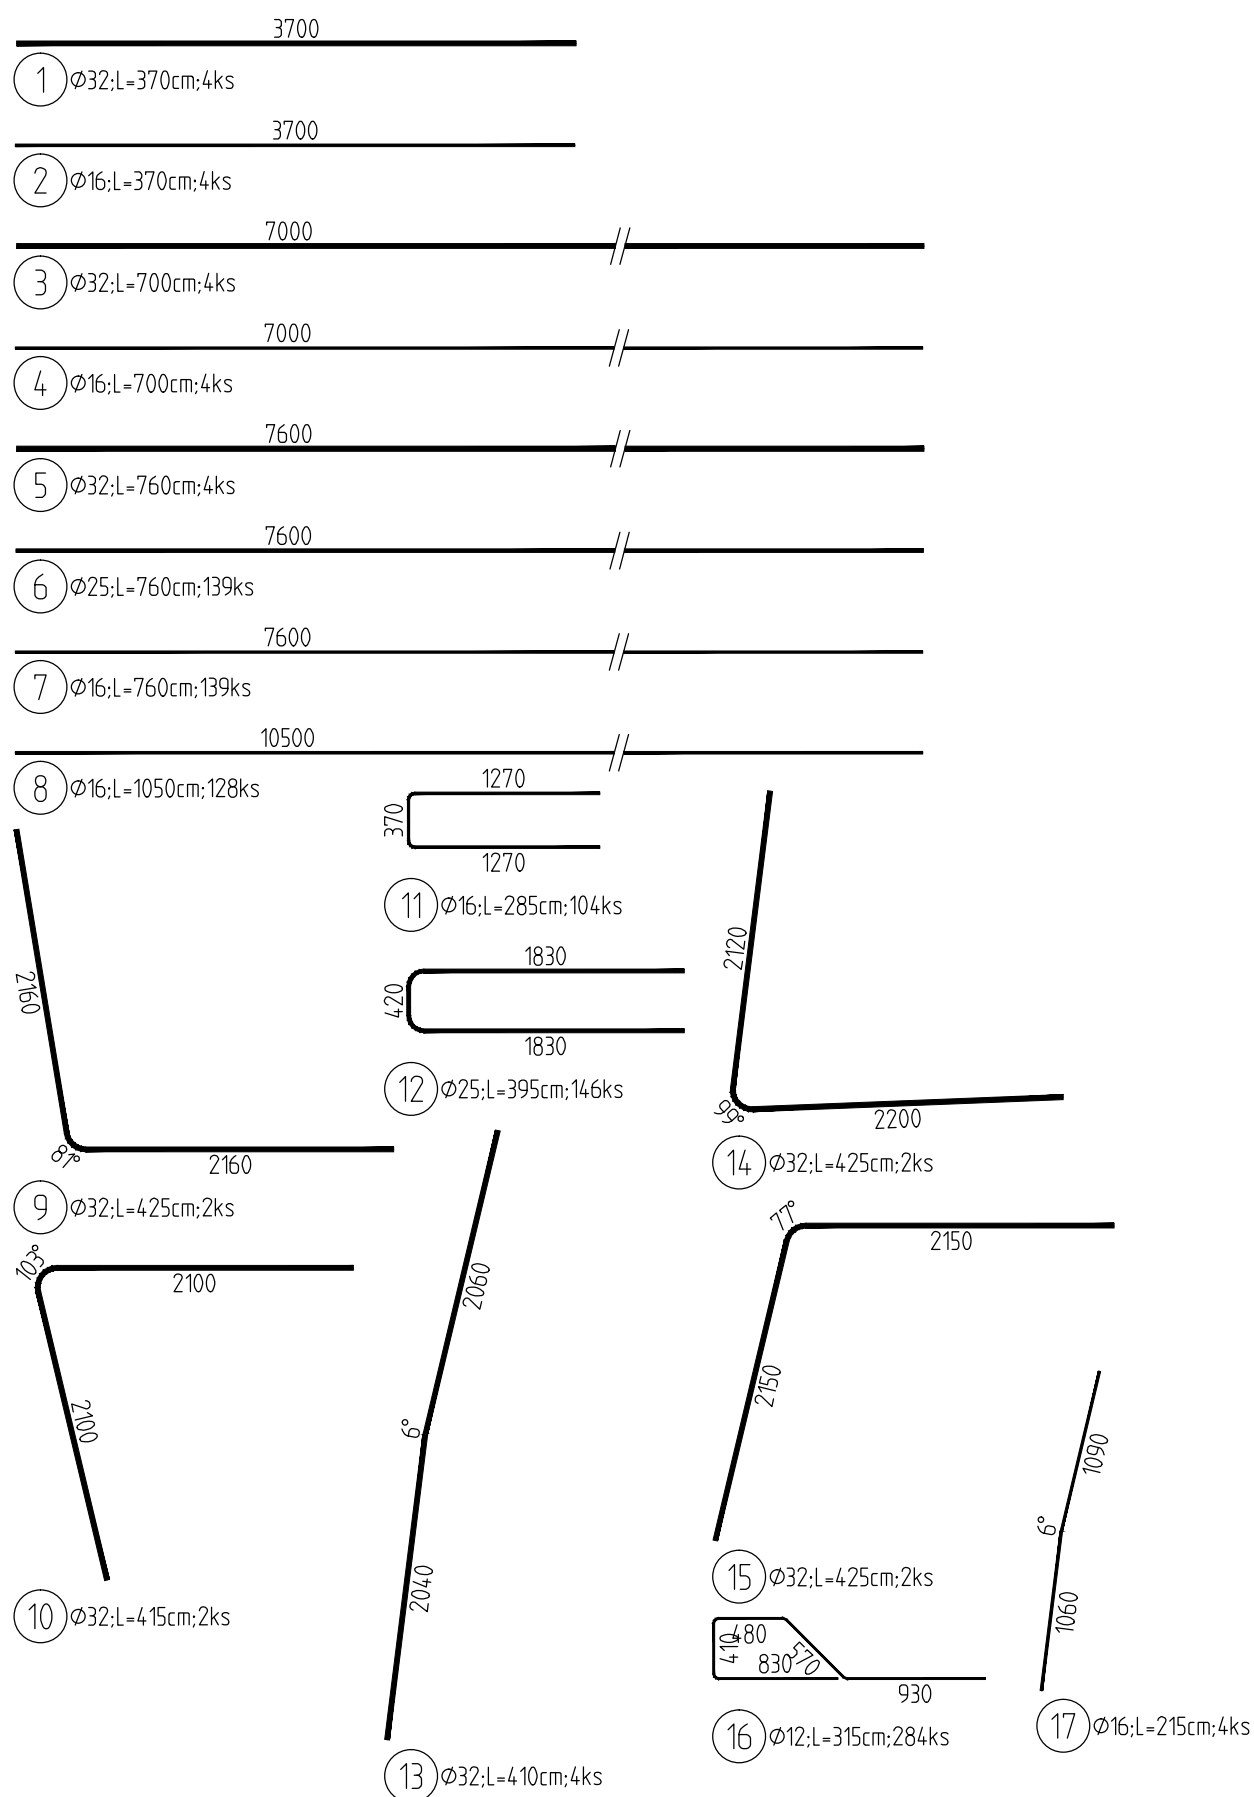 3700
1 Ø32;L=370cm;4ks
3700
2 Ø16;L=370cm;4ks
7000
3 Ø32;L=700cm;4ks
7000
4 Ø16;L=700cm;4ks
7600
5 Ø32;L=760cm;4ks
7600
6 Ø25;L=760cm;139ks
7600
7 Ø16;L=760cm;139ks
10500
8 Ø16;L=1050cm;128ks
2160
81°
2160
9 Ø32;L=425cm;2ks
103°
2100
2100
10 Ø32;L=415cm;2ks
1270
370
1270
11 Ø16;L=285cm;104ks
1830
420
1830
12 Ø25;L=395cm;146ks
2060
6°
2040
13 Ø32;L=410cm;4ks
2120
99°
2200
14 Ø32;L=425cm;2ks
77°
2150
2150
15 Ø32;L=425cm;2ks
410
480
570
830
930
16 Ø12;L=315cm;284ks
1090
6°
1060
17 Ø16;L=215cm;4ks